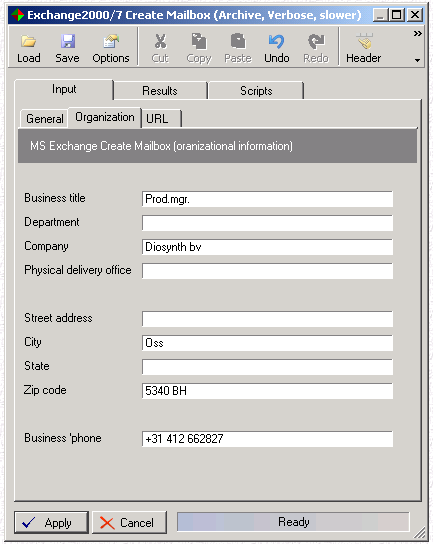 Exchange2000/7 Create Mailbox (Archive, Verbose, slower)
Load Save Options Cut Copy Paste Undo Redo Header
Input Results Scripts
General Organization URL
MS Exchange Create Mailbox (oranizational information)
Business title Prod.mgr.
Department
Company Diosynth bv
Physical delivery office
Street address
City Oss
State
Zip code 5340 BH
Business 'phone +31 412 662827
Apply Cancel Ready